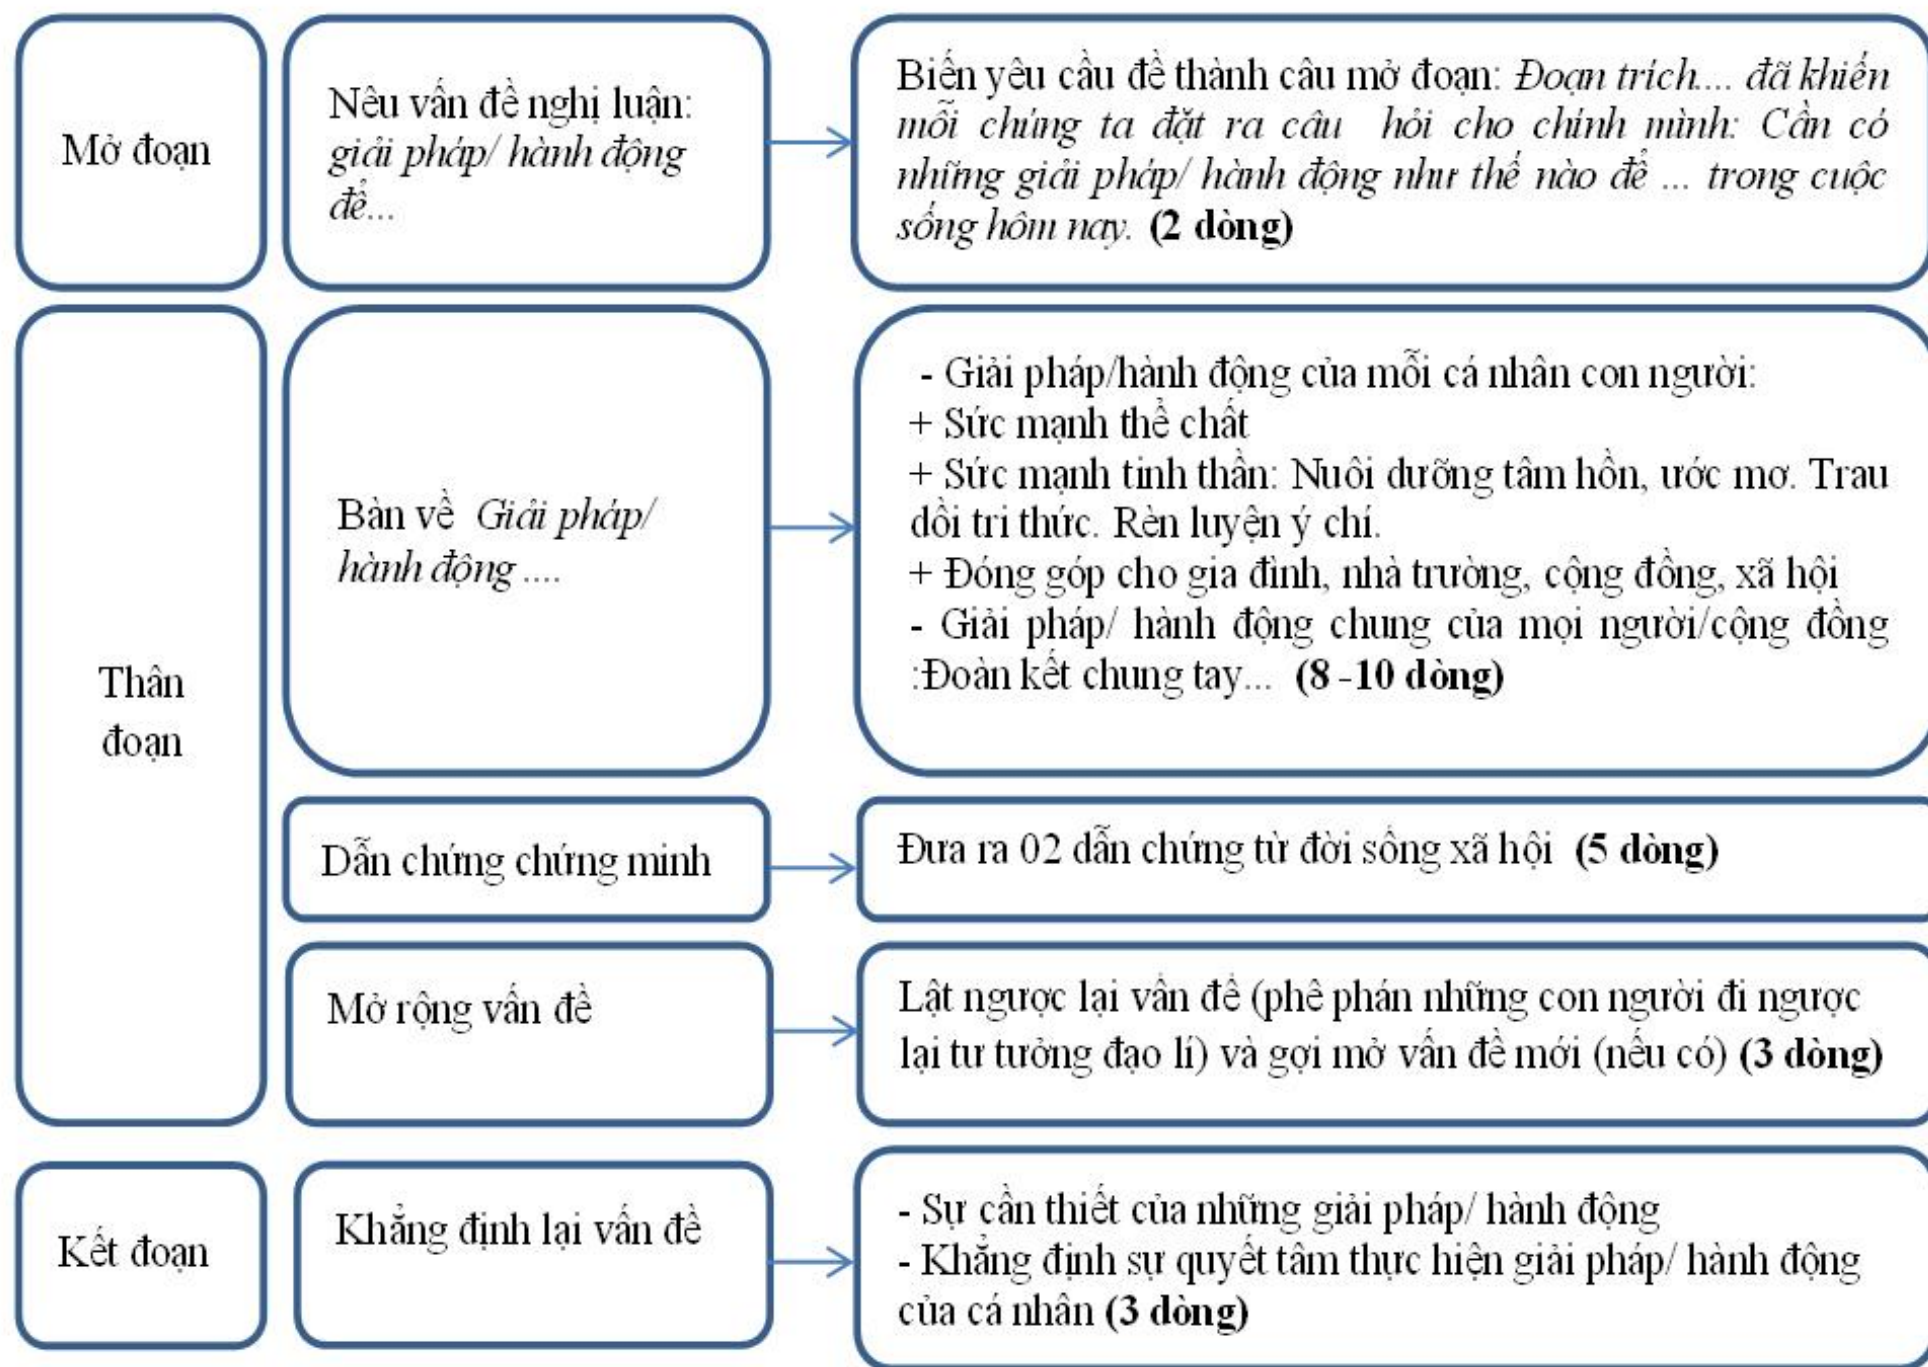 Mở đoạn
Nêu vấn đề nghị luận:
giải pháp/ hành động
để...
Biến yêu cầu đề thành câu mở đoạn: Đoạn trích.... đã khiến
mỗi chúng ta đặt ra câu hỏi cho chính mình: Cần có
những giải pháp/ hành động như thế nào để ... trong cuộc
sống hôm nay. (2 dòng)
Thân
đoạn
Bàn về Giải pháp/
hành động ....
- Giải pháp/hành động của mỗi cá nhân con người:
+ Sức mạnh thể chất
+ Sức mạnh tinh thần: Nuôi dưỡng tâm hồn, ước mơ. Trau
dồi tri thức. Rèn luyện ý chí.
+ Đóng góp cho gia đình, nhà trường, cộng đồng, xã hội
- Giải pháp/ hành động chung của mọi người/cộng đồng
:Đoàn kết chung tay... (8 -10 dòng)
Dẫn chứng chứng minh
Đưa ra 02 dẫn chứng từ đời sống xã hội (5 dòng)
Mở rộng vấn đề
Lật ngược lại vấn đề (phê phán những con người đi ngược
lại tư tưởng đạo lí) và gợi mở vấn đề mới (nếu có) (3 dòng)
Kết đoạn
Khẳng định lại vấn đề
- Sự cần thiết của những giải pháp/ hành động
- Khẳng định sự quyết tâm thực hiện giải pháp/ hành động
của cá nhân (3 dòng)